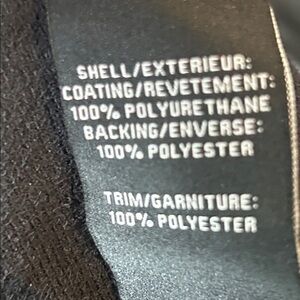 SHELL/EXTERIEUR:
COATING/REVETEMENT:
100% POLYURETHANE
BACKING/ENVERSE:
100% POLYESTER
TRIM/GARNITURE:
100% POLYESTER